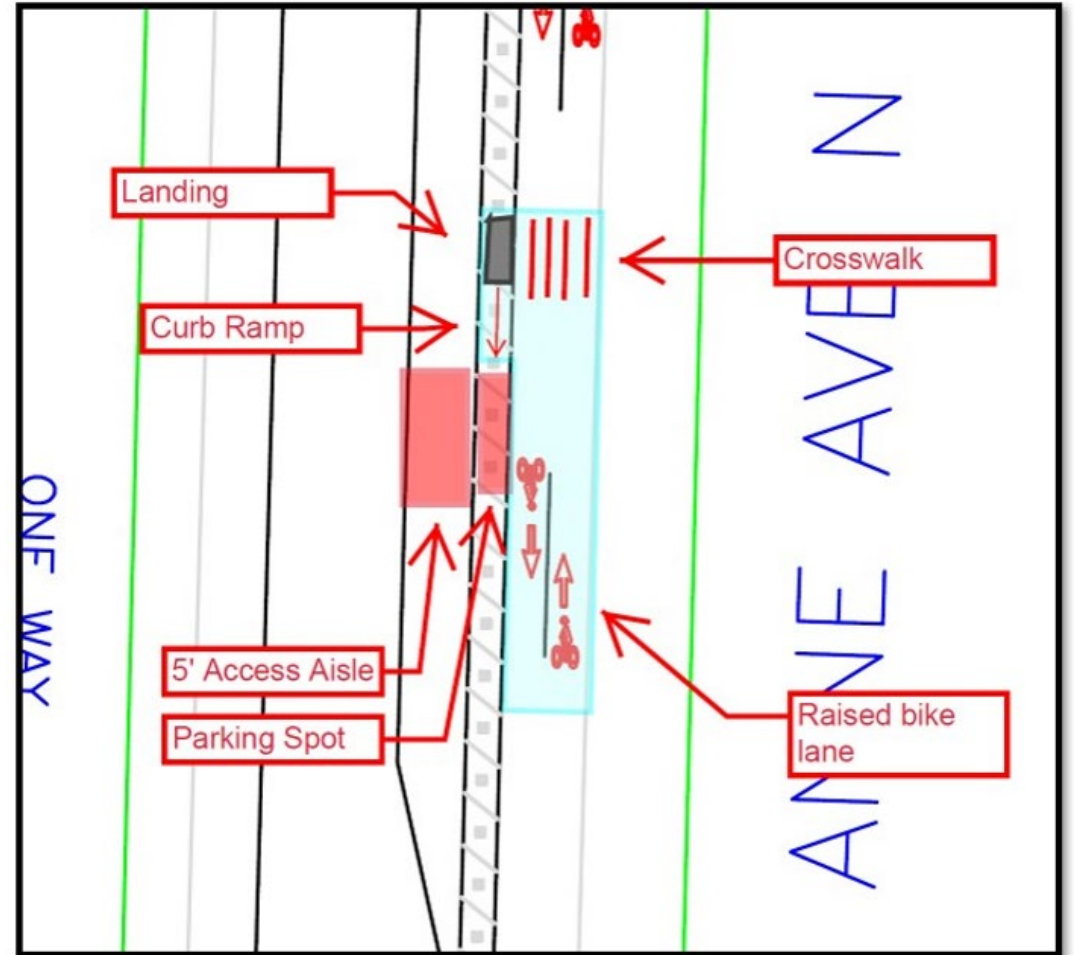 Landing
Crosswalk
Curb Ramp
5' Access Aisle
Parking Spot
Raised bike
lane
ONE WAY
ANNE AVE N